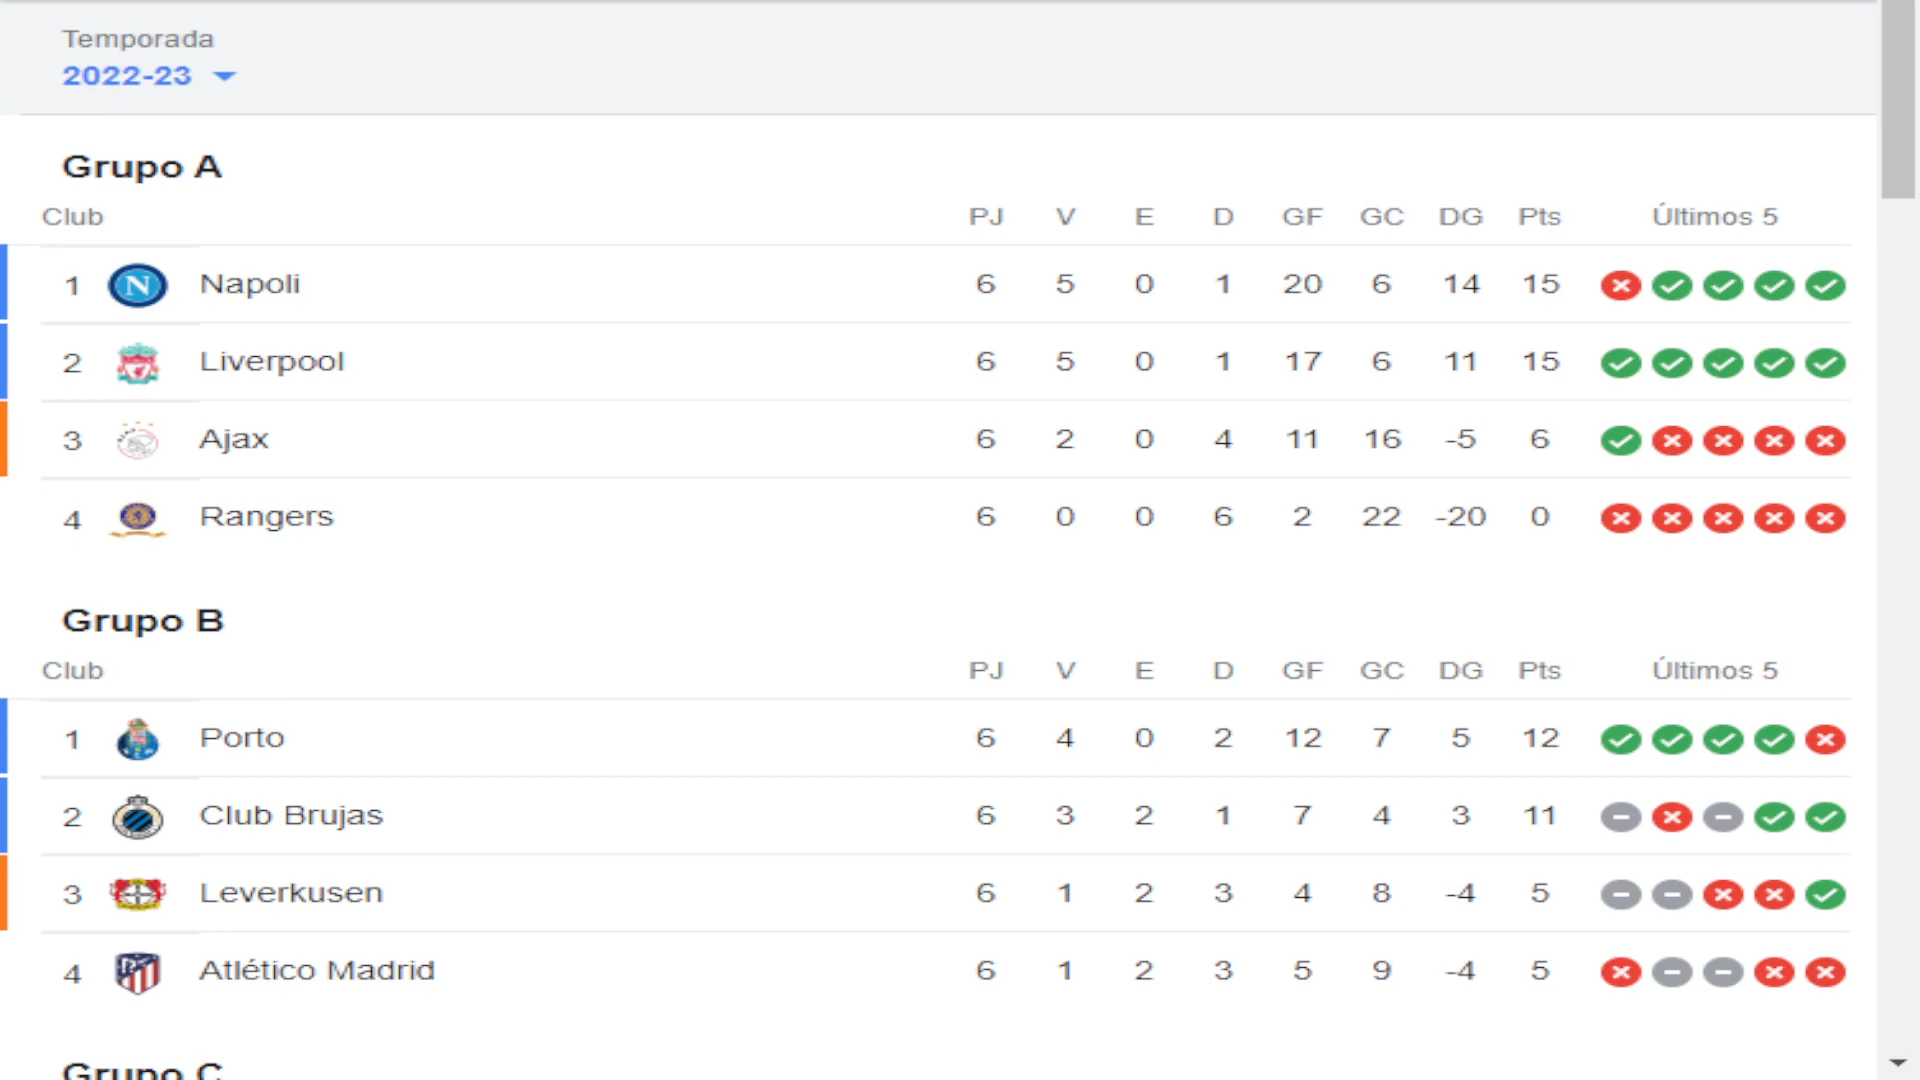 Temporada
2022-23
Grupo A
Club PJ V E D GF GC DG Pts Últimos 5
1 Napoli 6 5 0 1 20 6 14 15
2 Liverpool 6 5 0 1 17 6 11 15
3 Ajax 6 2 0 4 11 16 -5 6
4 Rangers 6 0 0 6 2 22 -20 0
Grupo B
Club PJ V E D GF GC DG Pts Últimos 5
1 Porto 6 4 0 2 12 7 5 12
2 Club Brujas 6 3 2 1 7 4 3 11
3 Leverkusen 6 1 2 3 4 8 -4 5
4 Atlético Madrid 6 1 2 3 5 9 -4 5
Grupo C